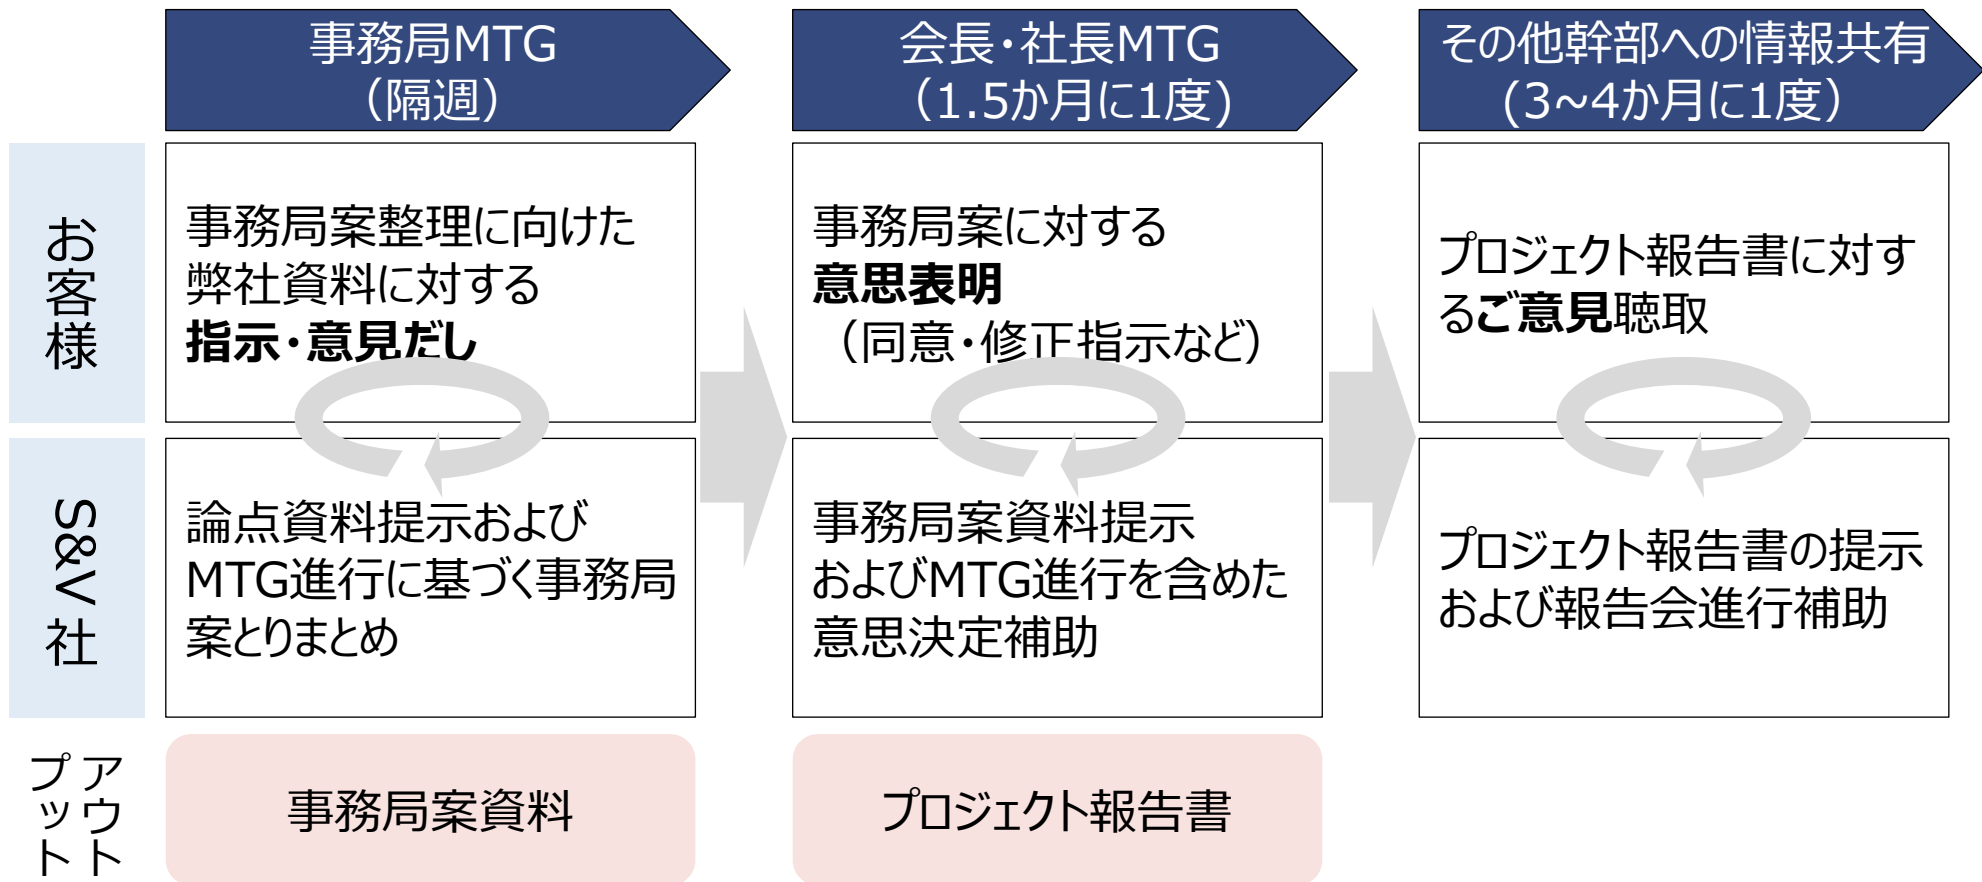 事務局MTG
（隔週）
会長・社長MTG
（1.5か月に1度)
その他幹部への情報共有
(3~4か月に1度）
お客様
事務局案整理に向けた
弊社資料に対する
指示・意見だし
事務局案に対する
意思表明
（同意・修正指示など）
プロジェクト報告書に対す
るご意見聴取
S&V社
論点資料提示および
MTG進行に基づく事務局
案とりまとめ
事務局案資料提示
およびMTG進行を含めた
意思決定補助
プロジェクト報告書の提示
および報告会進行補助
アウト
プット
事務局案資料
プロジェクト報告書